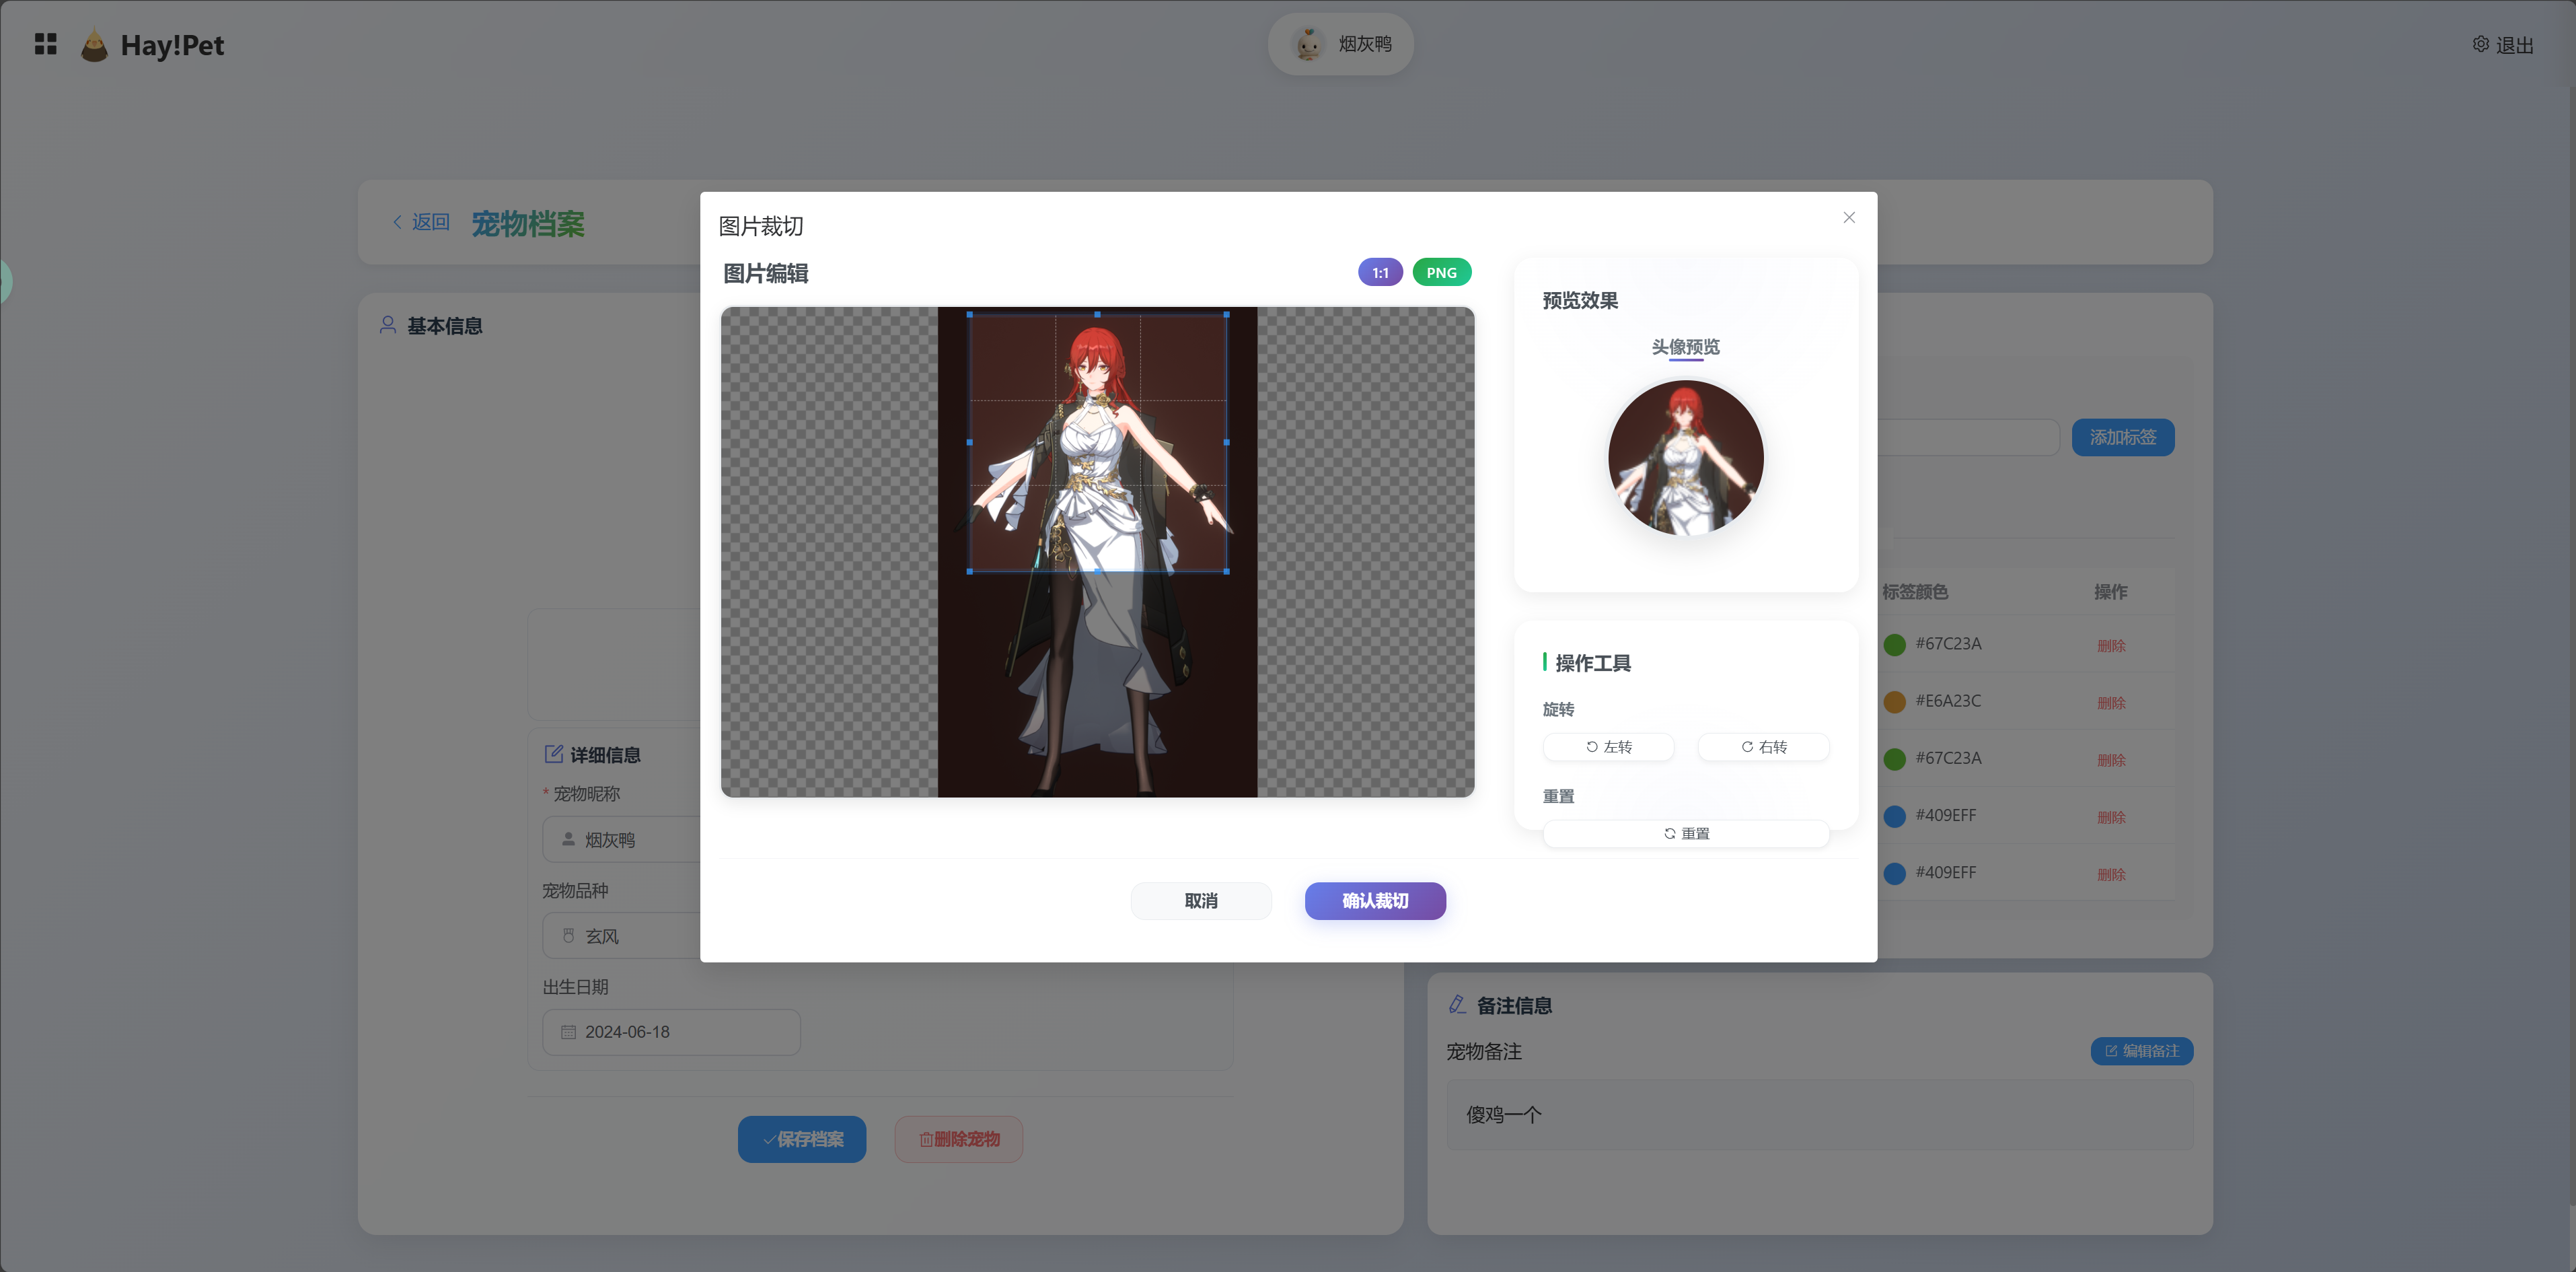 Hay!Pet
烟灰鸭
退出
返回
宠物档案
基本信息
详细信息
* 宠物昵称
烟灰鸭
宠物品种
玄风
出生日期
2024-06-18
保存档案
删除宠物
图片裁切
图片编辑
1:1
PNG
预览效果
头像预览
操作工具
旋转
左转
右转
重置
重置
取消
确认裁切
添加标签
标签颜色
操作
#67C23A
删除
#E6A23C
删除
#67C23A
删除
#409EFF
删除
#409EFF
删除
备注信息
宠物备注
编辑备注
傻鸡一个